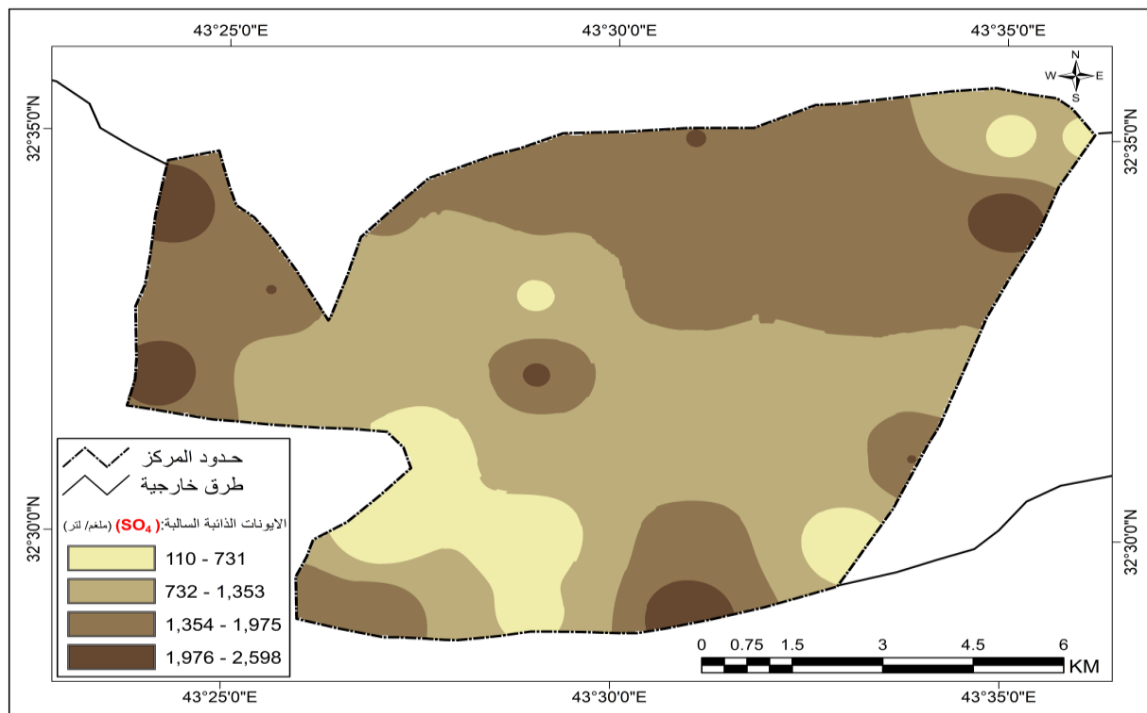 43°25'0"E 43°30'0"E 43°35'0"E
N
W E
S
32°35'0"N 32°35'0"N
32°30'0"N 32°30'0"N
حدود المركز
طرق خارجية
الايونات الذائبة السالبة: (SO₄) (ملغم/ لتر)
110 - 731
732 - 1,353
1,354 - 1,975
1,976 - 2,598
0 0.75 1.5 3 4.5 6
KM
43°25'0"E 43°30'0"E 43°35'0"E